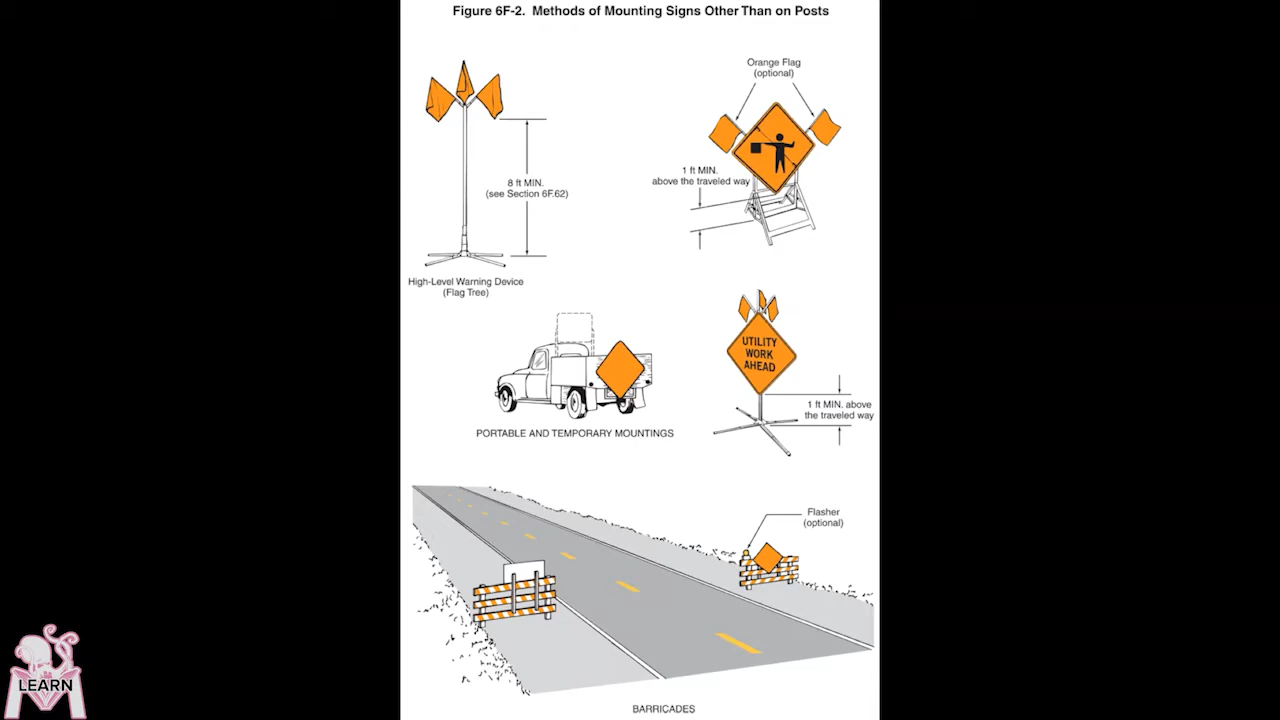 Figure 6F-2. Methods of Mounting Signs Other Than on Posts
Orange Flag
(optional)
8 ft MIN.
(see Section 6F.62)
1 ft MIN.
above the traveled way
High-Level Warning Device
(Flag Tree)
UTILITY
WORK
AHEAD
1 ft MIN. above
the traveled way
PORTABLE AND TEMPORARY MOUNTINGS
Flasher
(optional)
LEARN
BARRICADES